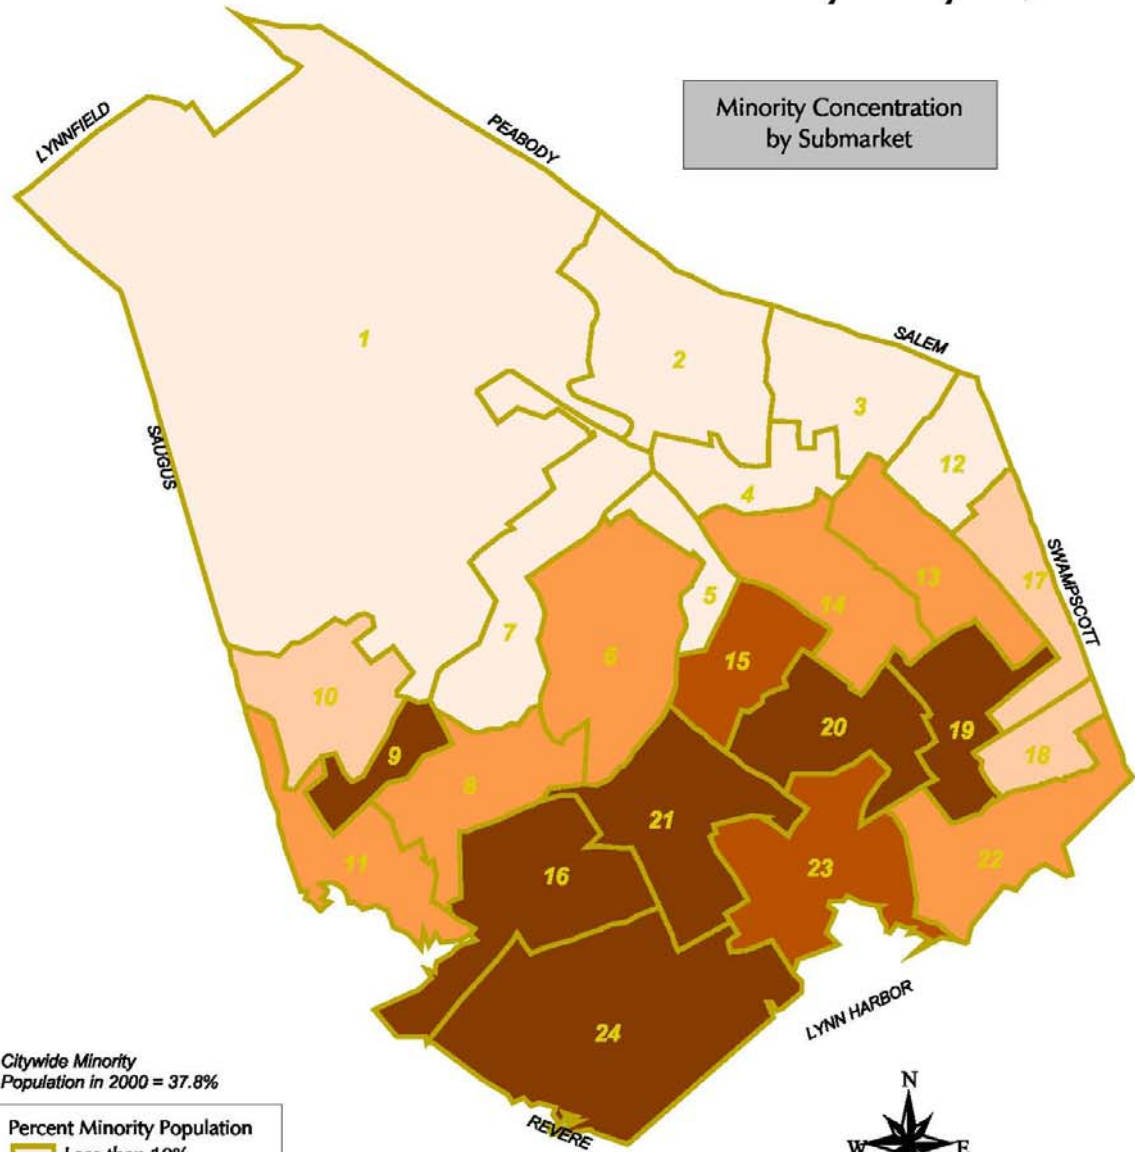 Minority Concentration
by Submarket
LYNNFIELD
PEABODY
SALEM
SAUGUS
SWAMPSCOTT
1
2
3
12
4
17
13
5
14
7
6
15
10
20
19
9
18
8
21
22
11
23
16
24
LYNN HARBOR
REVERE
Citywide Minority
Population in 2000 = 37.8%
Percent Minority Population
N
W
E